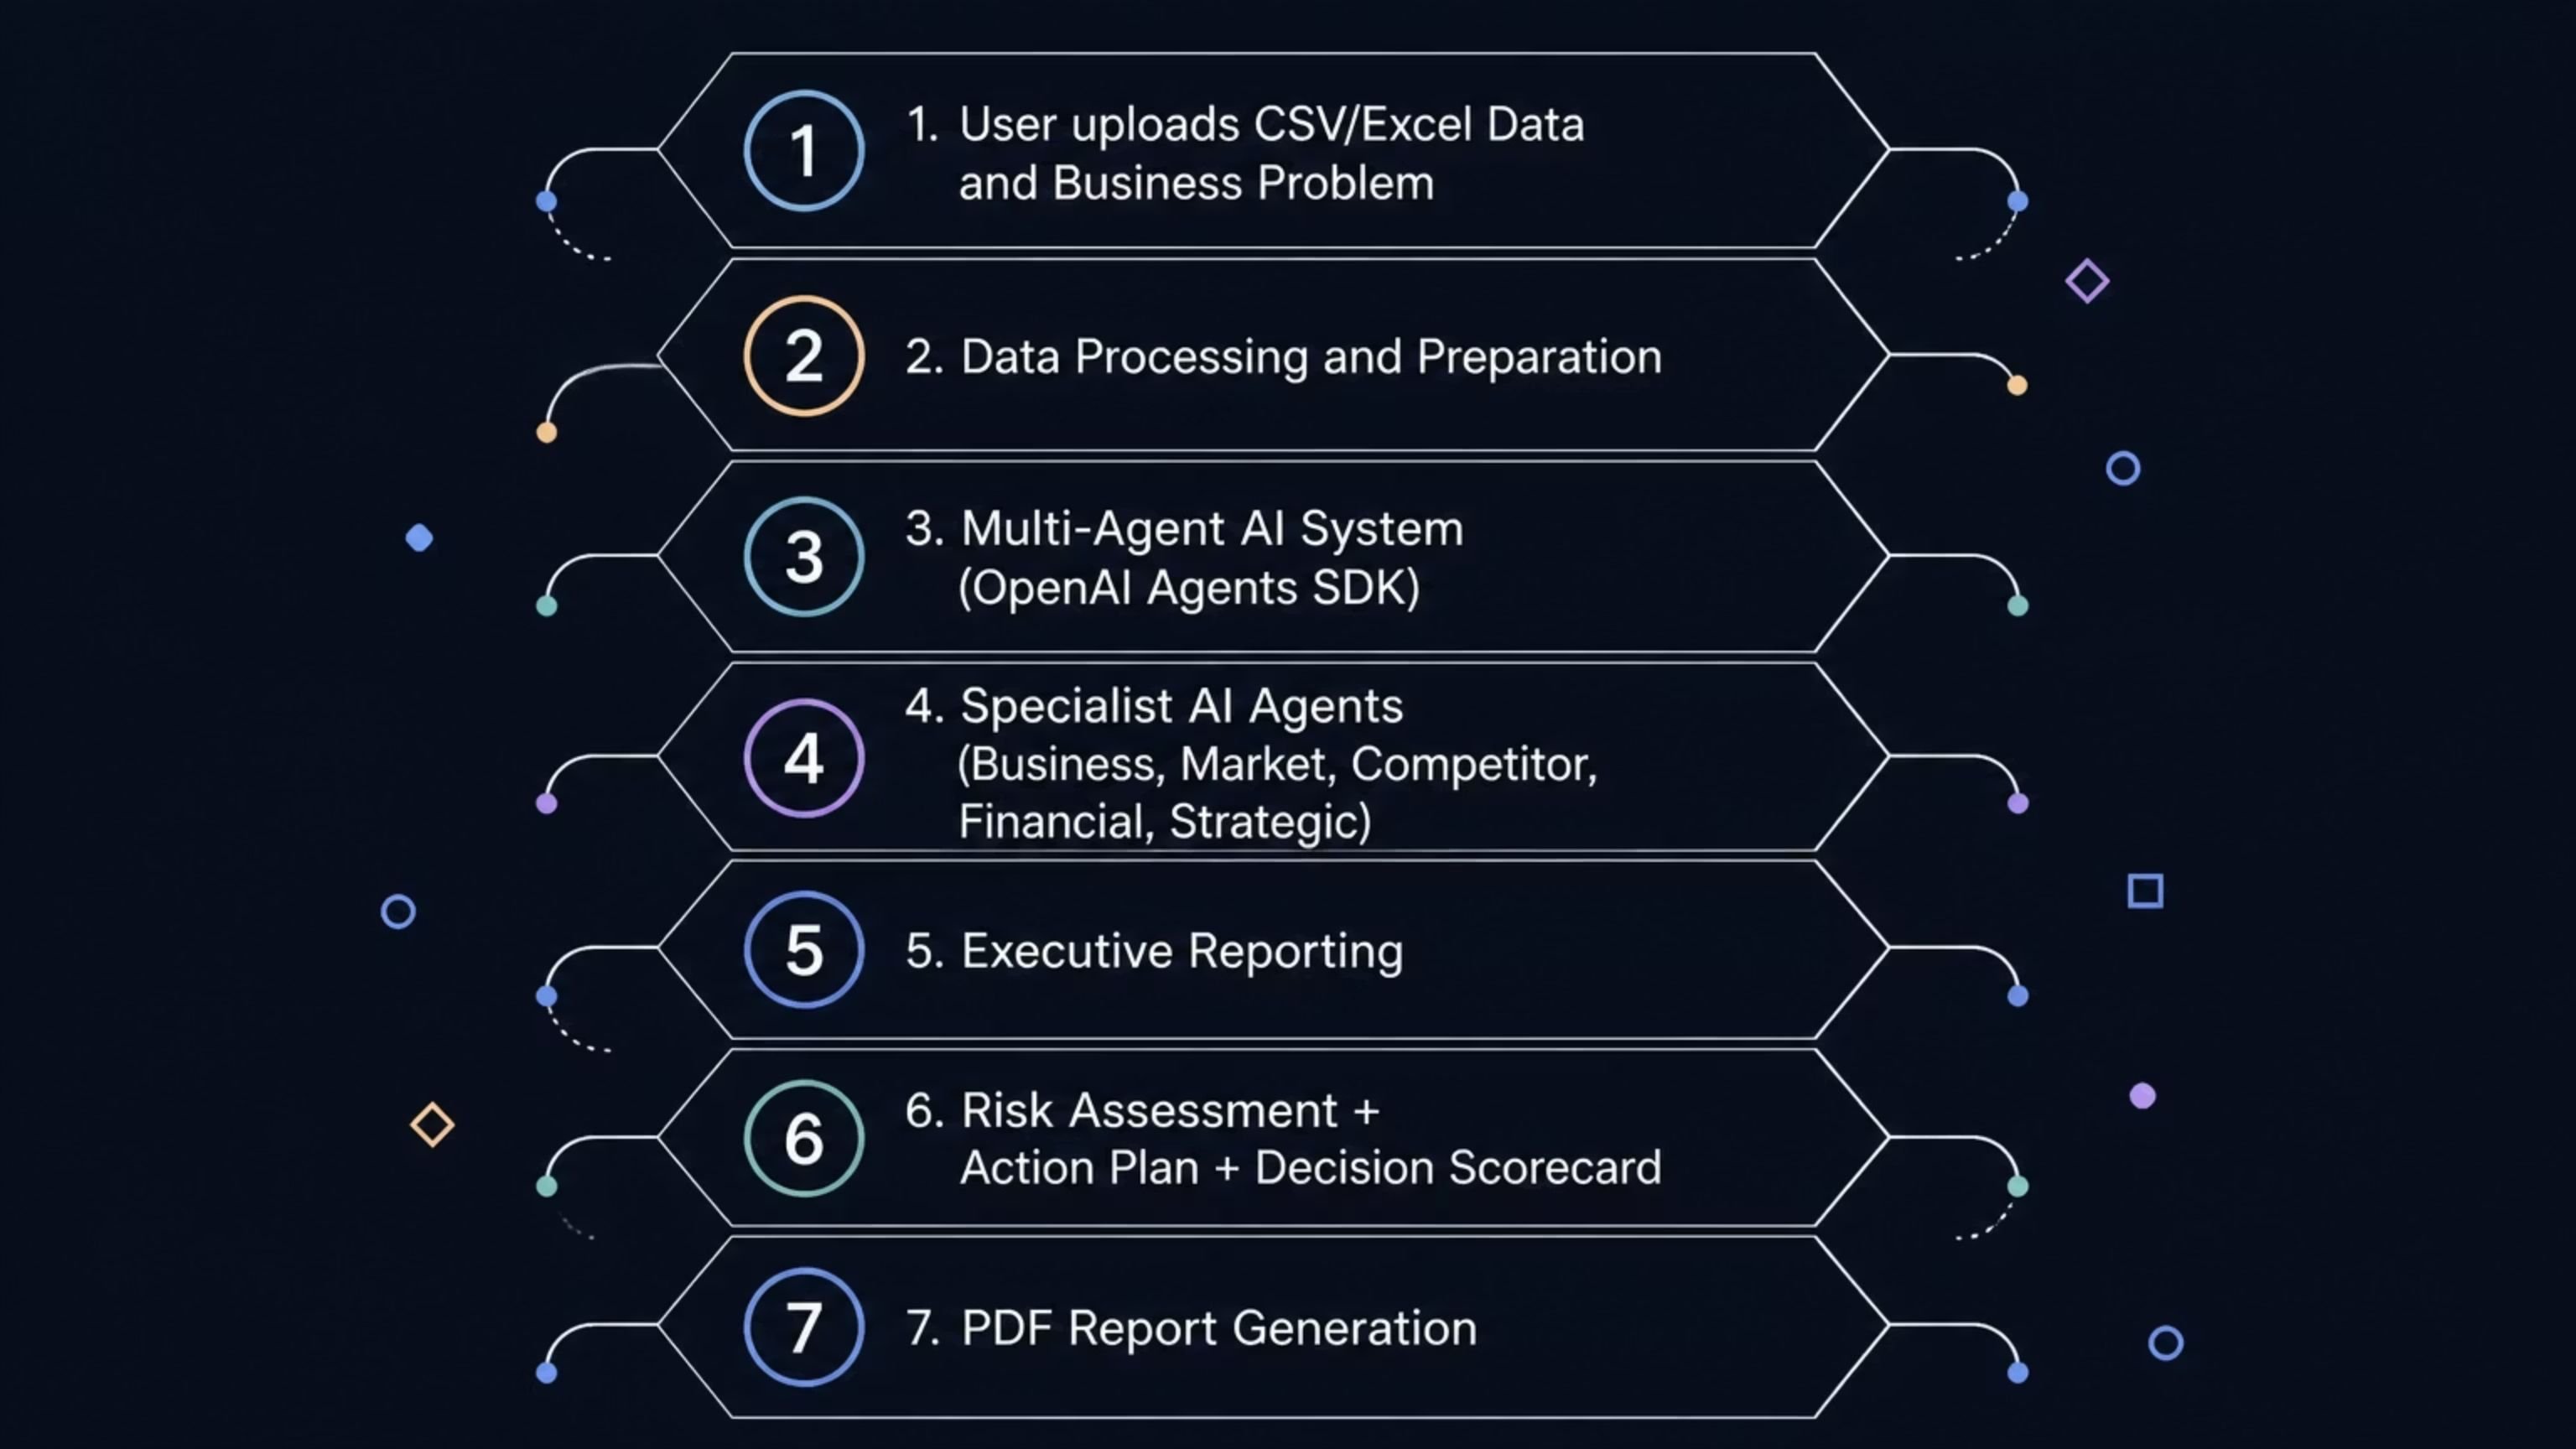 1
1. User uploads CSV/Excel Data
and Business Problem
2
2. Data Processing and Preparation
3
3. Multi-Agent AI System
(OpenAI Agents SDK)
4
4. Specialist AI Agents
(Business, Market, Competitor,
Financial, Strategic)
5
5. Executive Reporting
6
6. Risk Assessment +
Action Plan + Decision Scorecard
7
7. PDF Report Generation